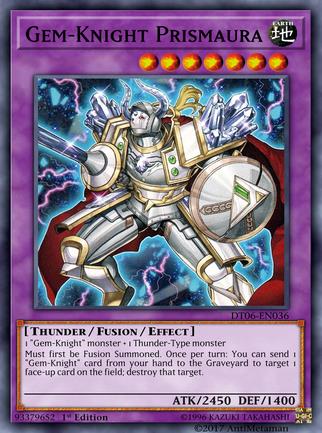 Gem-Knight Prismaura
EARTH
地
DT06-EN036
[ Thunder / Fusion / Effect ]
1 "Gem-Knight" monster + 1 Thunder-Type monster
Must first be Fusion Summoned. Once per turn: You can send 1
"Gem-Knight" card from your hand to the Graveyard to target 1
face-up card on the field; destroy that target.
ATK/2450 DEF/1400
93379652 1st Edition ©1996 KAZUKI TAKAHASHI
©2017 AntiMetaman